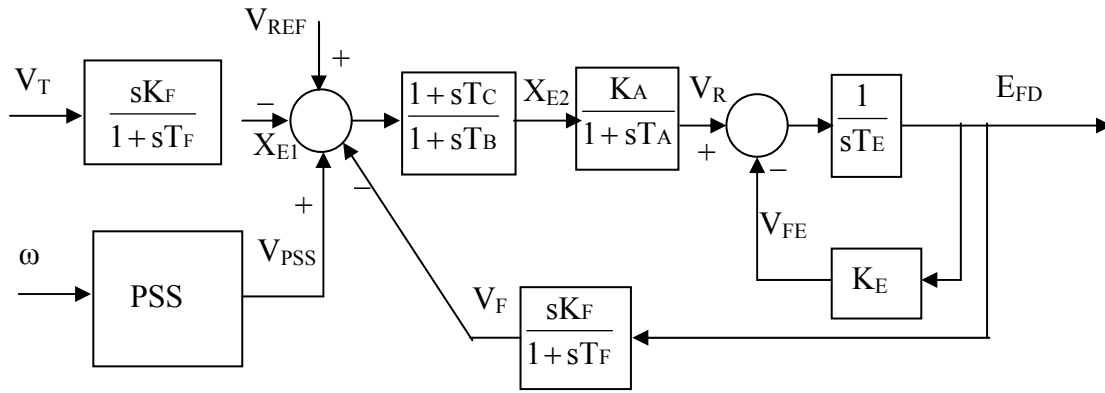 V_REF
+
V_T
sK_F
1+sT_F
−
X_E1
1+sT_C
1+sT_B
X_E2
K_A
1+sT_A
V_R
+
−
1
sT_E
E_FD
+
−
ω
PSS
V_PSS
V_F
sK_F
1+sT_F
V_FE
K_E